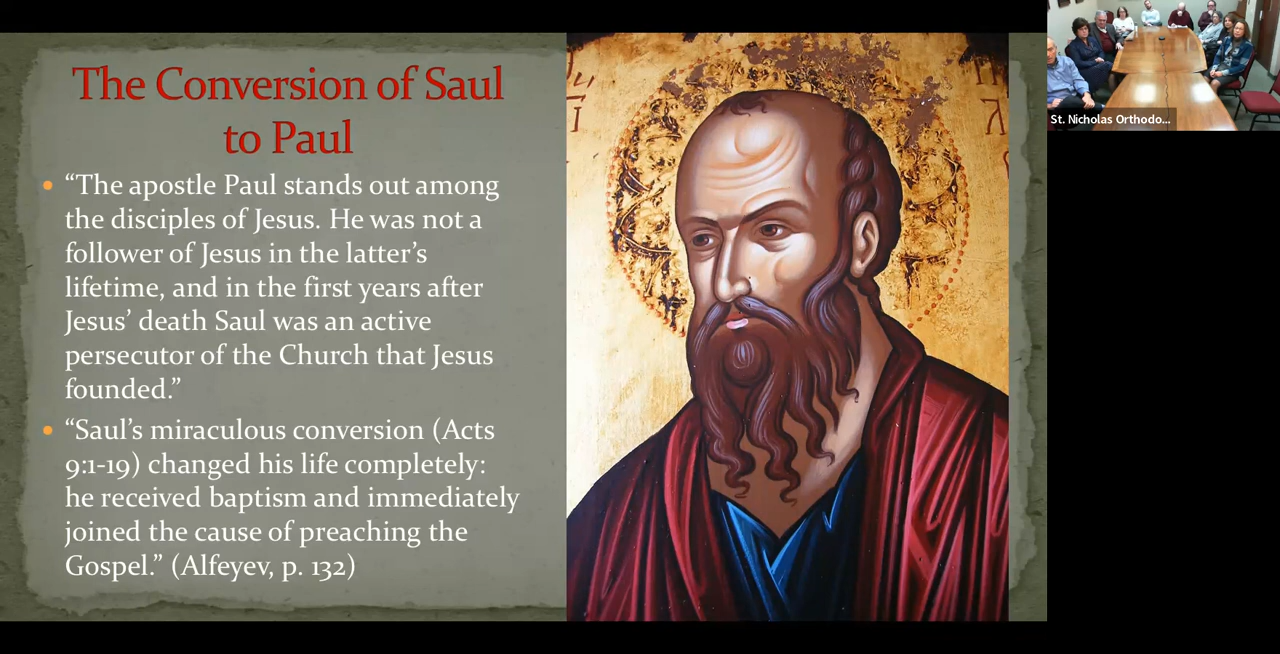 The Conversion of Saul
to Paul
“The apostle Paul stands out among
the disciples of Jesus. He was not a
follower of Jesus in the latter’s
lifetime, and in the first years after
Jesus’ death Saul was an active
persecutor of the Church that Jesus
founded.”
“Saul’s miraculous conversion (Acts
9:1-19) changed his life completely:
he received baptism and immediately
joined the cause of preaching the
Gospel.” (Alfeyev, p. 132)
St. Nicholas Orthodo...